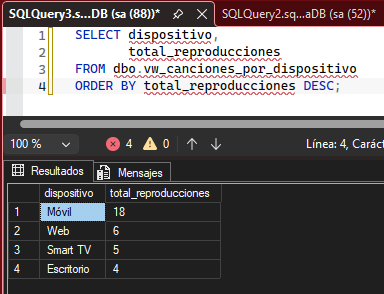 SQLQuery3.s...DB (sa (88))*
SQLQuery2.sq...aDB (sa (52))*
1 SELECT dispositivo,
2 total_reproducciones
3 FROM dbo.vw_canciones_por_dispositivo
4 ORDER BY total_reproducciones DESC;
100 % 4 0 Línea: 4, Caráct
Resultados Mensajes
dispositivo total_reproducciones
1 Móvil 18
2 Web 6
3 Smart TV 5
4 Escritorio 4